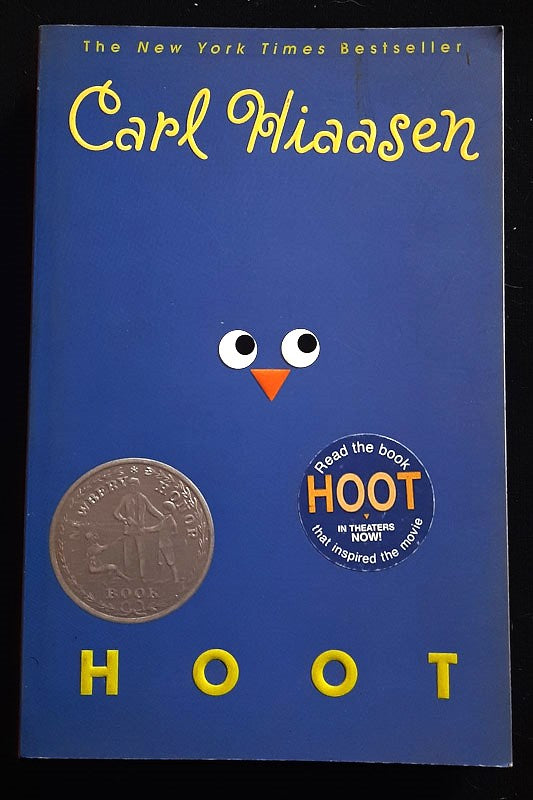 The New York Times Bestseller
Carl Hiaasen
Read the book
HOOT
IN THEATERS
NOW!
that inspired the movie
NEWBERY HONOR
BOOK
HOOT